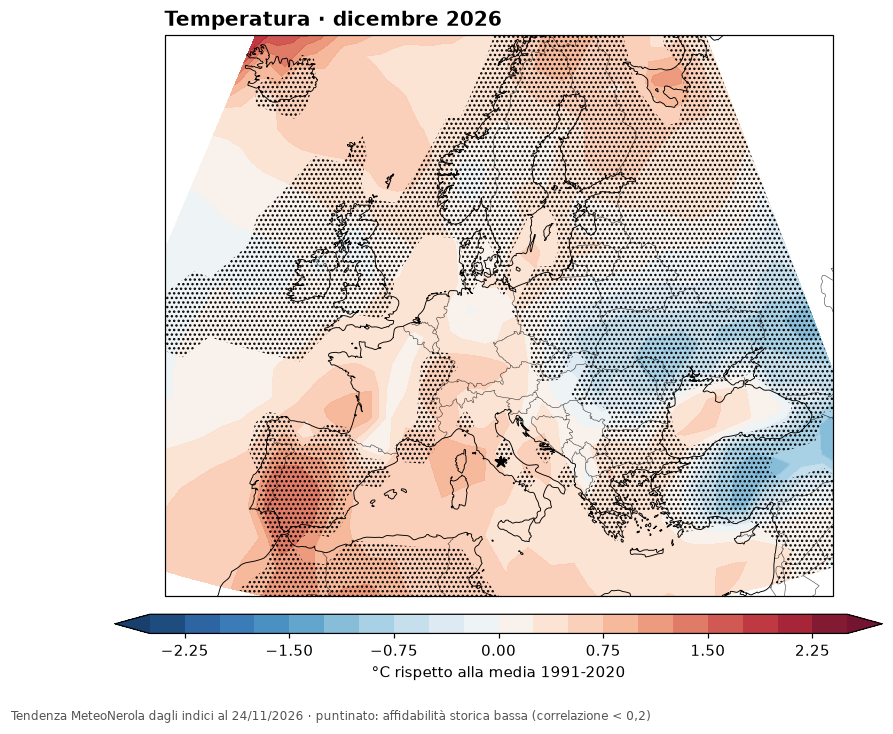 Temperatura · dicembre 2026
−2.25 −1.50 −0.75 0.00 0.75 1.50 2.25
°C rispetto alla media 1991-2020
Tendenza MeteoNerola dagli indici al 24/11/2026 · puntinato: affidabilità storica bassa (correlazione < 0,2)